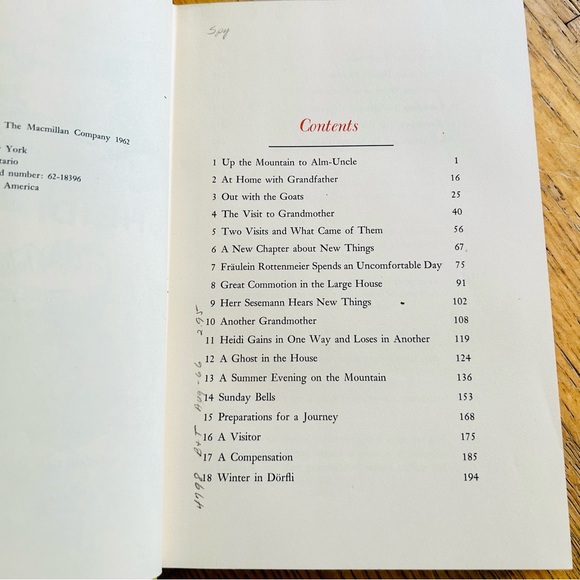 The Macmillan Company 1962
York
tario
d number: 62-18396
America
Spy
Contents
1 Up the Mountain to Alm-Uncle 1
2 At Home with Grandfather 16
3 Out with the Goats 25
4 The Visit to Grandmother 40
5 Two Visits and What Came of Them 56
6 A New Chapter about New Things 67
7 Fräulein Rottenmeier Spends an Uncomfortable Day 75
8 Great Commotion in the Large House 91
9 Herr Sesemann Hears New Things 102
10 Another Grandmother 108
11 Heidi Gains in One Way and Loses in Another 119
12 A Ghost in the House 124
13 A Summer Evening on the Mountain 136
14 Sunday Bells 153
15 Preparations for a Journey 168
16 A Visitor 175
17 A Compensation 185
18 Winter in Dörfli 194
B+T Aug-66 295